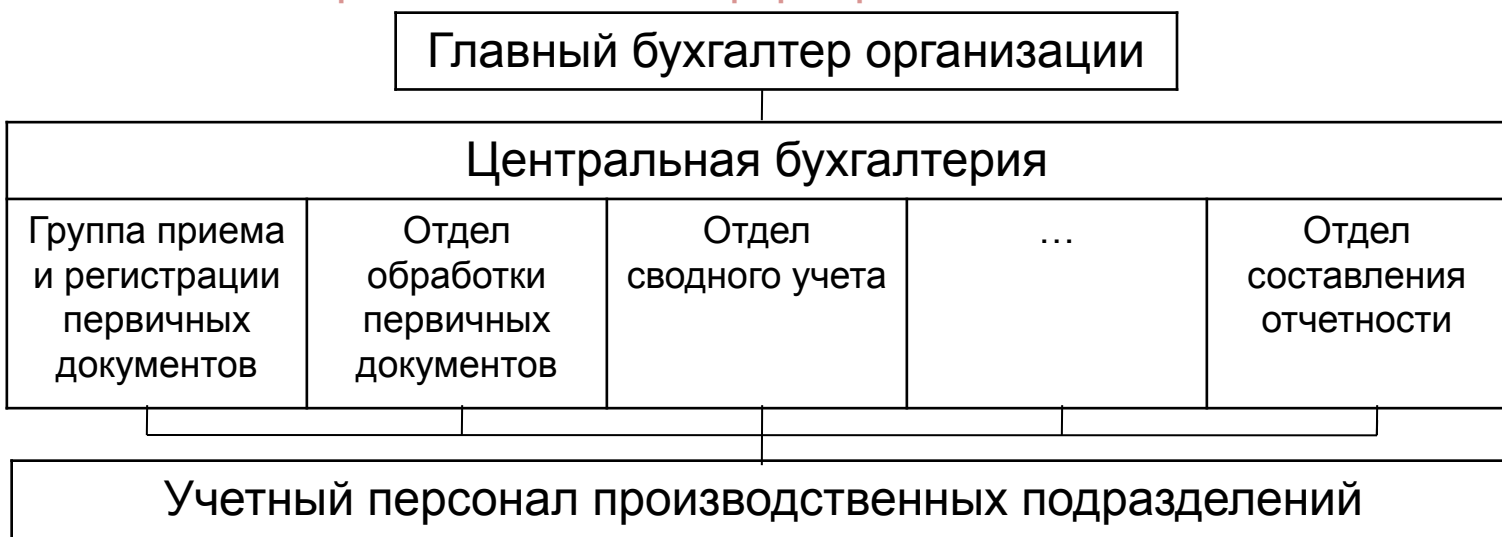 Главный бухгалтер организации
Центральная бухгалтерия
Группа приема
и регистрации
первичных
документов
Отдел
обработки
первичных
документов
Отдел
сводного учета
…
Отдел
составления
отчетности
Учетный персонал производственных подразделений